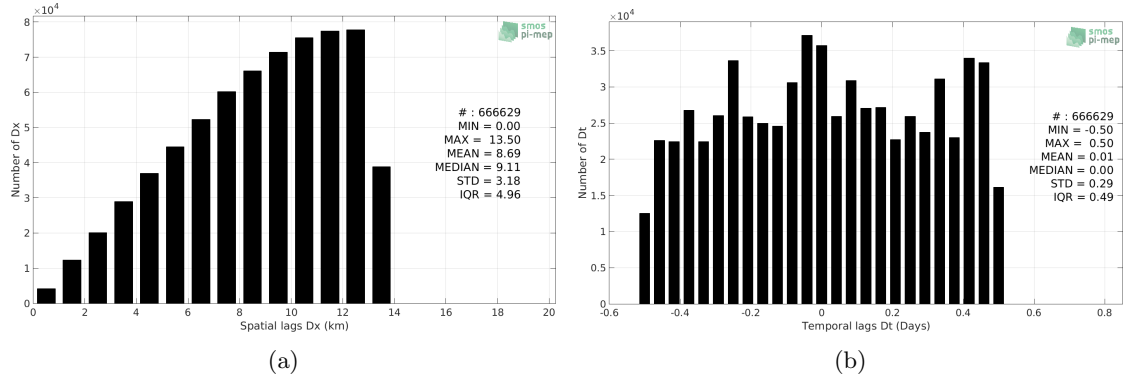 ×10⁴
8
7
6
5
4
3
2
1
0
Number of Dx
smos
pi-mep
# : 666629
MIN = 0.00
MAX = 13.50
MEAN = 8.69
MEDIAN = 9.11
STD = 3.18
IQR = 4.96
0 2 4 6 8 10 12 14 16 18 20
Spatial lags Dx (km)
(a)
×10⁴
3.5
3
2.5
2
1.5
1
0.5
0
Number of Dt
smos
pi-mep
# : 666629
MIN = -0.50
MAX = 0.50
MEAN = 0.01
MEDIAN = 0.00
STD = 0.29
IQR = 0.49
-0.6 -0.4 -0.2 0 0.2 0.4 0.6 0.8
Temporal lags Dt (Days)
(b)